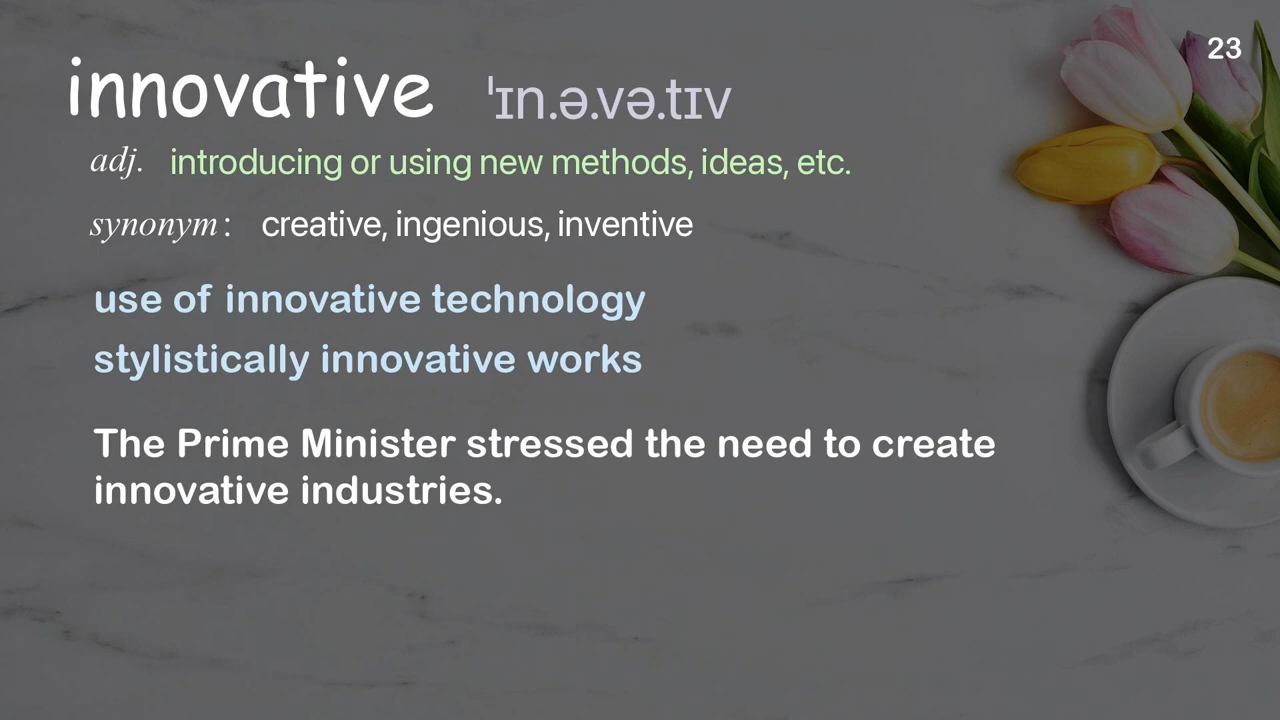 23
innovative ˈɪn.ə.və.tɪv
adj. introducing or using new methods, ideas, etc.
synonym: creative, ingenious, inventive
use of innovative technology
stylistically innovative works
The Prime Minister stressed the need to create
innovative industries.